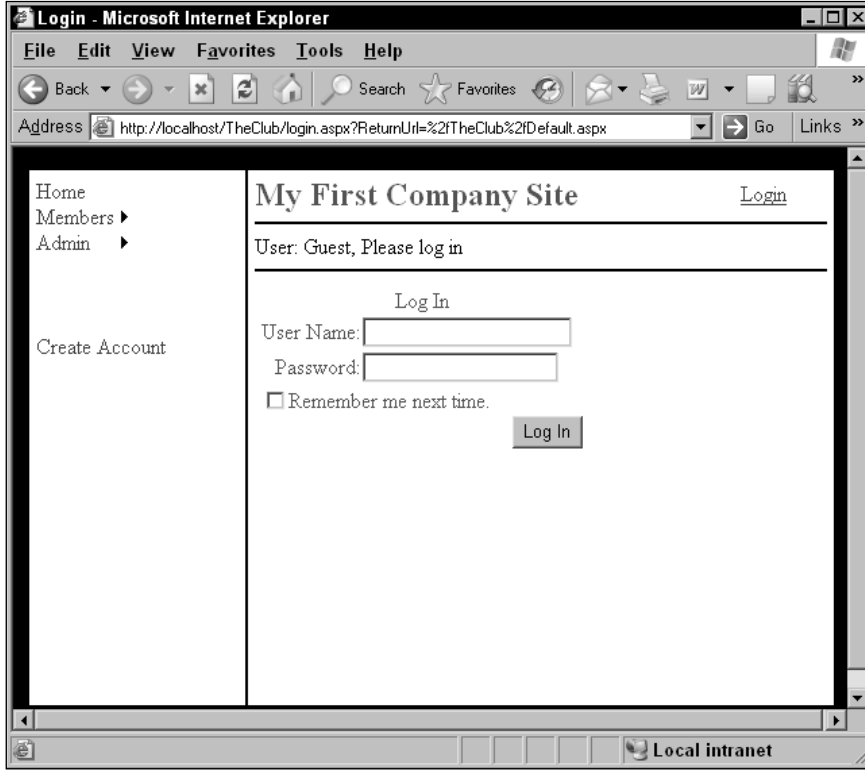 Login - Microsoft Internet Explorer
File Edit View Favorites Tools Help
Back Search Favorites »
Address http://localhost/TheClub/login.aspx?ReturnUrl=%2fTheClub%2fDefault.aspx Go Links »
Home
Members
Admin
Create Account
My First Company Site Login
User: Guest, Please log in
Log In
User Name:
Password:
Remember me next time.
Log In
Local intranet